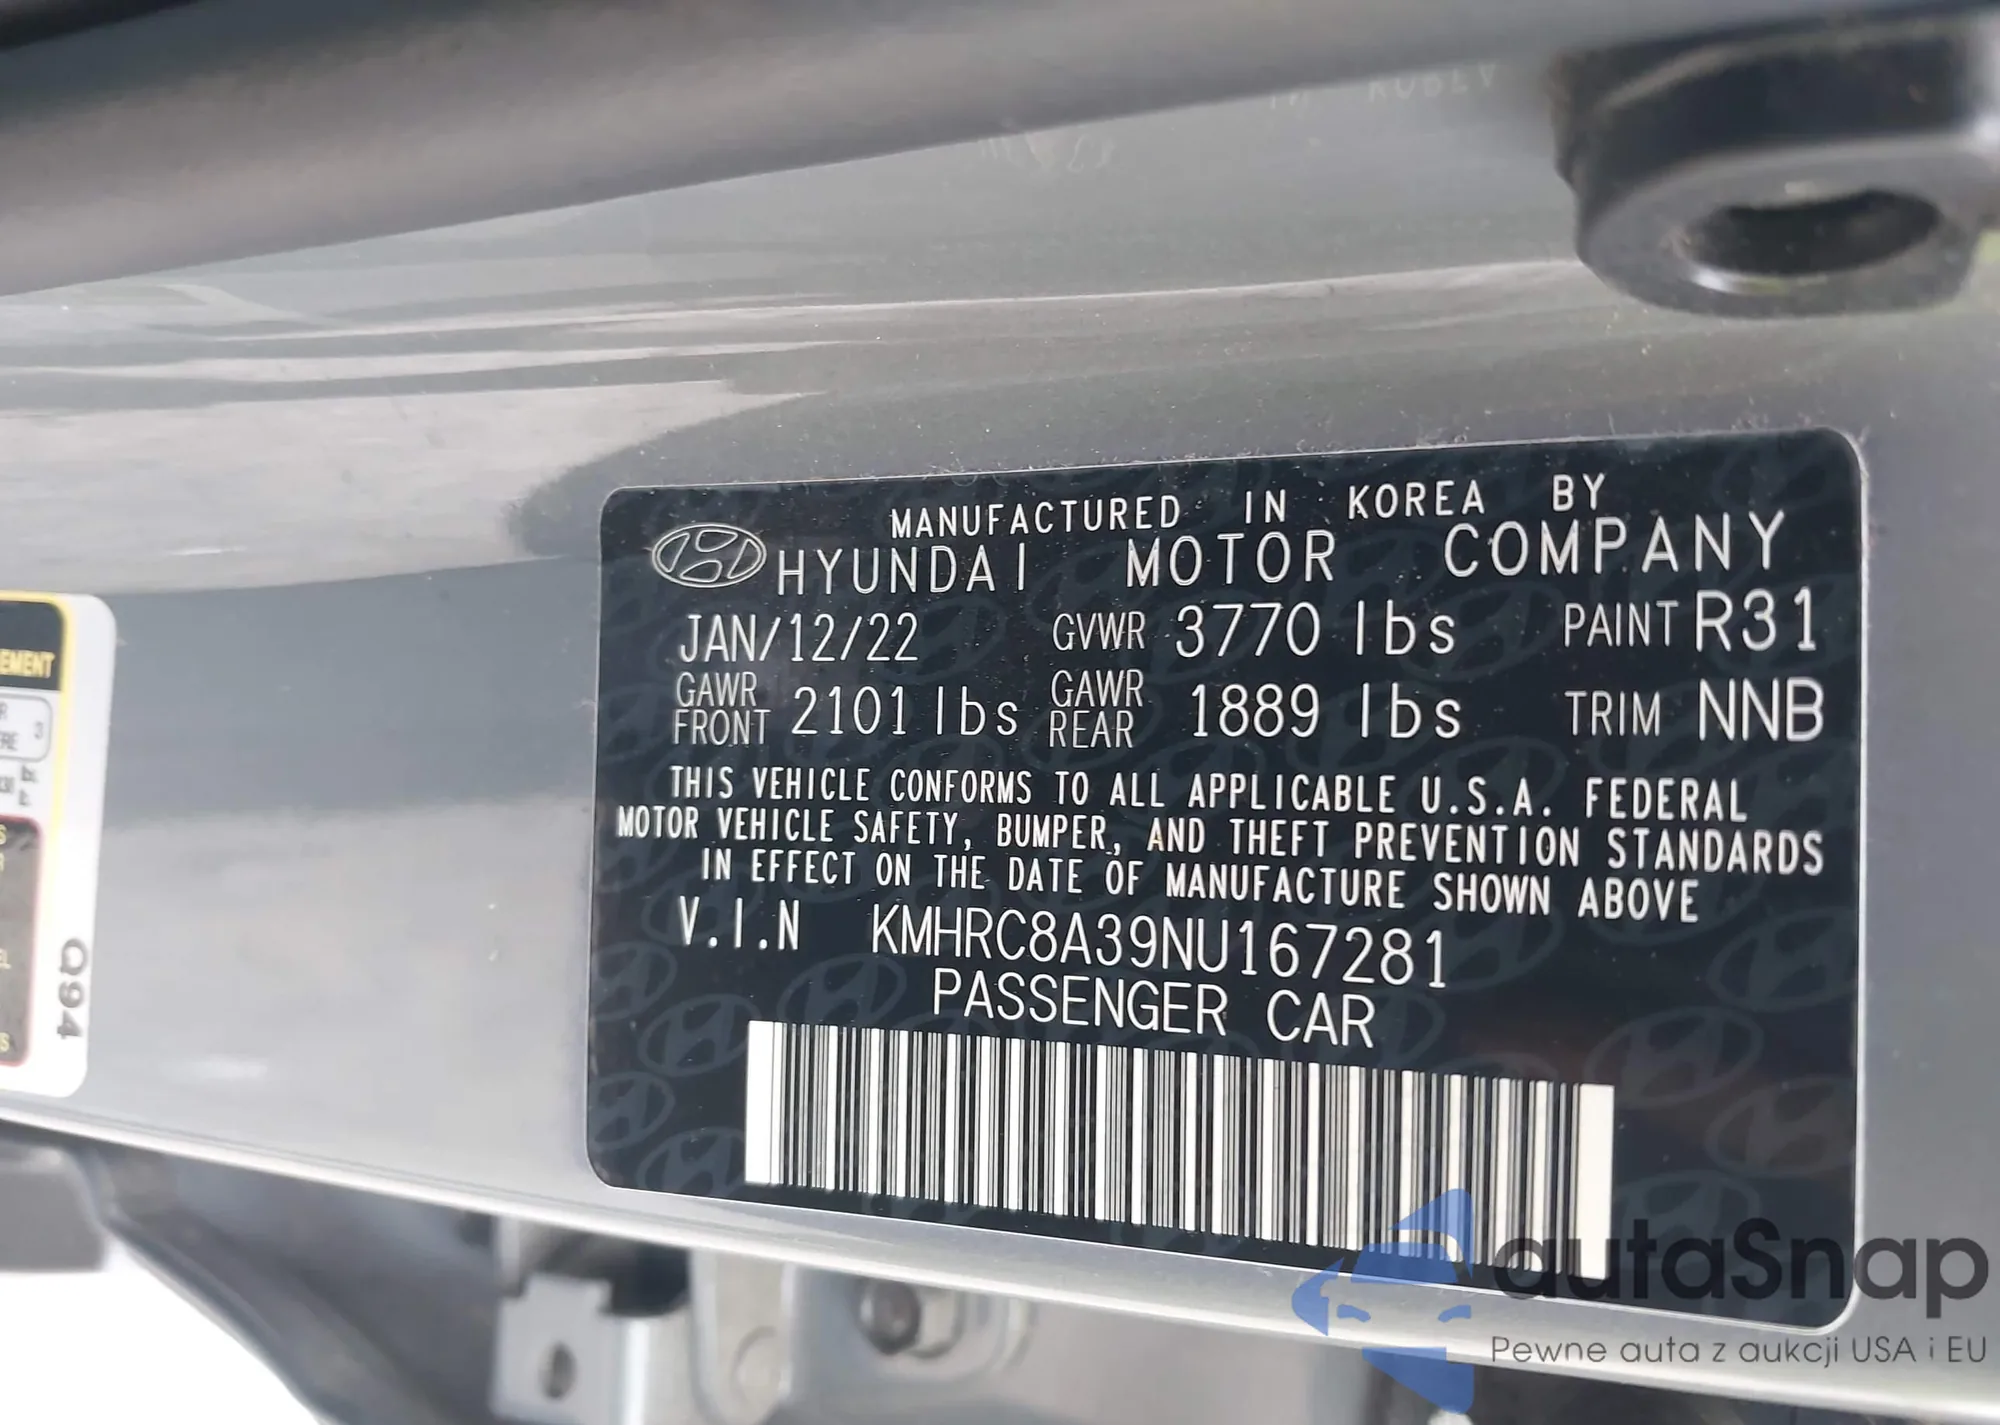 MANUFACTURED IN KOREA BY
HYUNDAI MOTOR COMPANY
JAN/12/22 GVWR 3770 lbs PAINT R31
GAWR FRONT 2101 lbs GAWR REAR 1889 lbs TRIM NNB
THIS VEHICLE CONFORMS TO ALL APPLICABLE U.S.A. FEDERAL
MOTOR VEHICLE SAFETY, BUMPER, AND THEFT PREVENTION STANDARDS
IN EFFECT ON THE DATE OF MANUFACTURE SHOWN ABOVE
V.I.N KMHRC8A39NU167281
PASSENGER CAR
EMENT
Q94
autaSnap
Pewne auta z aukcji USA i EU